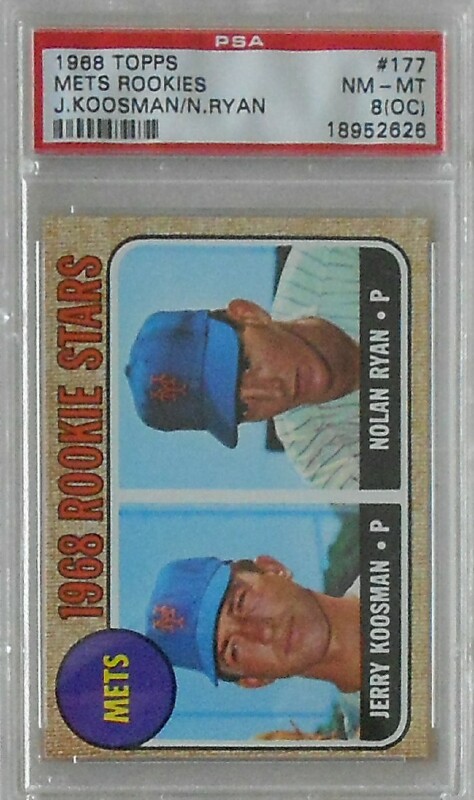 PSA
1968 TOPPS #177
METS ROOKIES NM-MT
J.KOOSMAN/N.RYAN 8(OC)
18952626
1968 ROOKIE STARS
METS
JERRY KOOSMAN • P
NOLAN RYAN • P